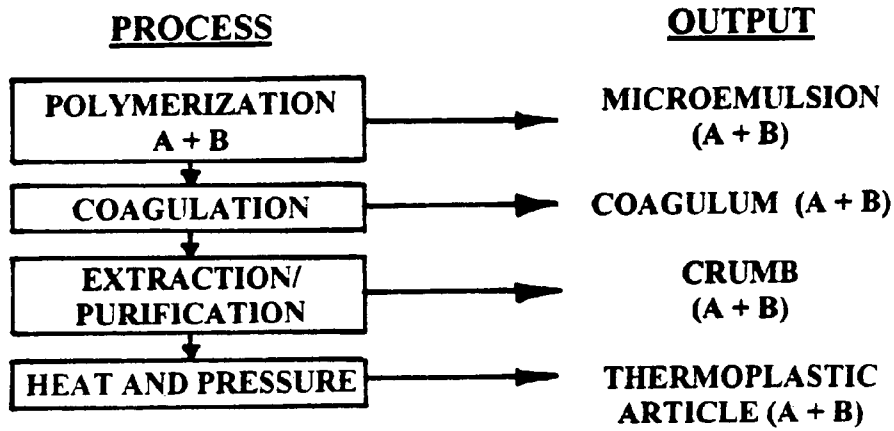 PROCESS
OUTPUT
POLYMERIZATION
A + B
MICROEMULSION
(A + B)
COAGULATION
COAGULUM (A + B)
EXTRACTION/
PURIFICATION
CRUMB
(A + B)
HEAT AND PRESSURE
THERMOPLASTIC
ARTICLE (A + B)